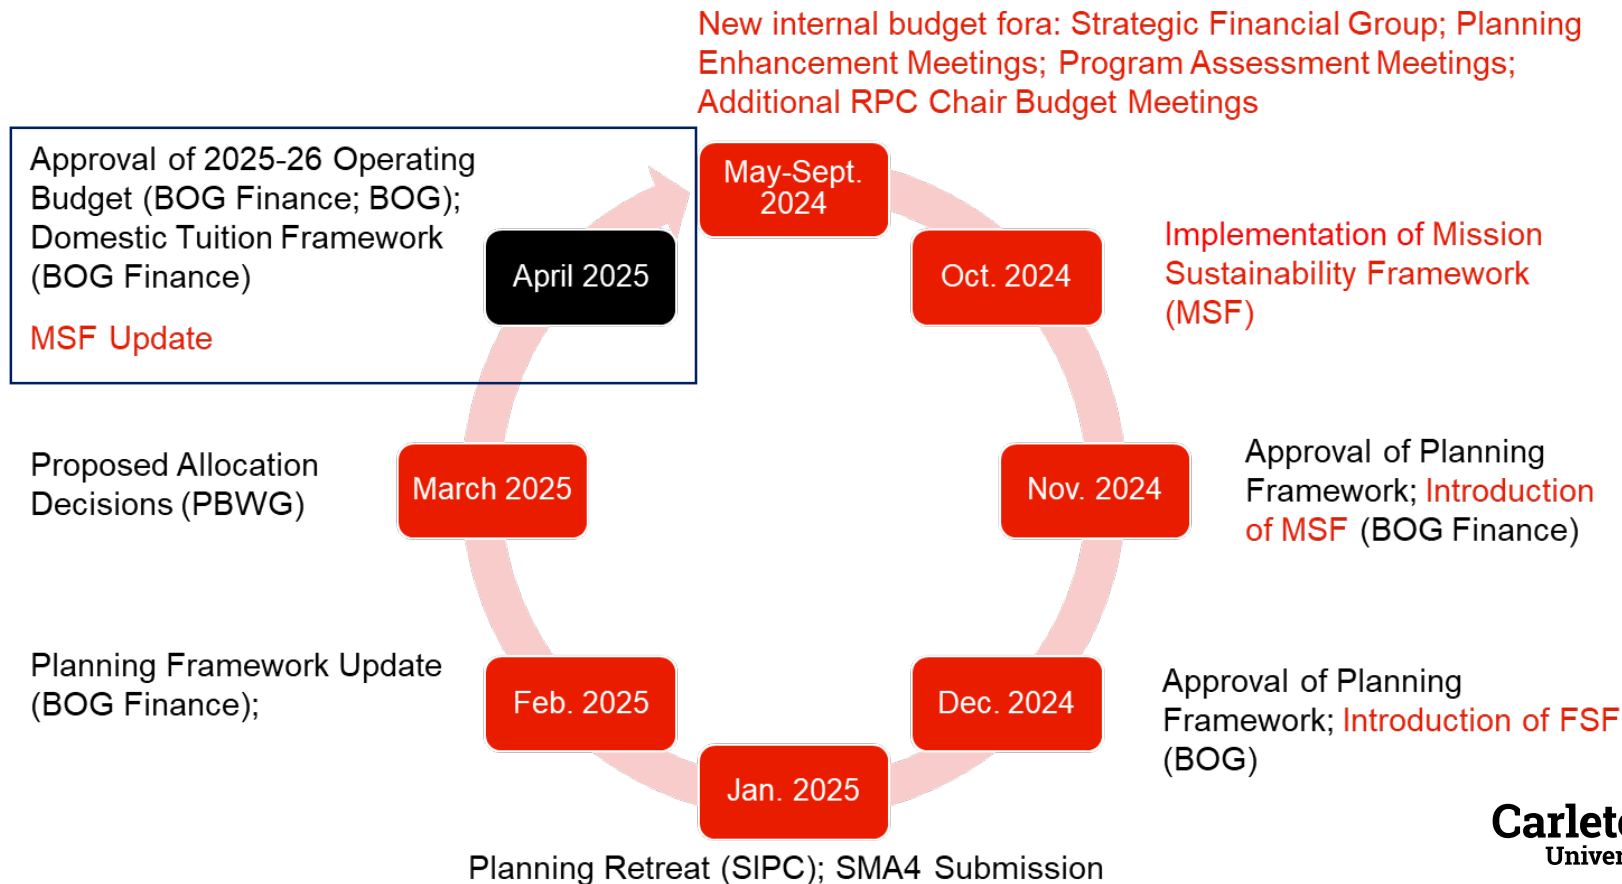 New internal budget fora: Strategic Financial Group; Planning
Enhancement Meetings; Program Assessment Meetings;
Additional RPC Chair Budget Meetings
May-Sept.
2024
Oct. 2024
Implementation of Mission
Sustainability Framework
(MSF)
Nov. 2024
Approval of Planning
Framework; Introduction
of MSF (BOG Finance)
Dec. 2024
Approval of Planning
Framework; Introduction of FSF
(BOG)
Jan. 2025
Planning Retreat (SIPC); SMA4 Submission
Feb. 2025
Planning Framework Update
(BOG Finance);
March 2025
Proposed Allocation
Decisions (PBWG)
April 2025
Approval of 2025-26 Operating
Budget (BOG Finance; BOG);
Domestic Tuition Framework
(BOG Finance)
MSF Update